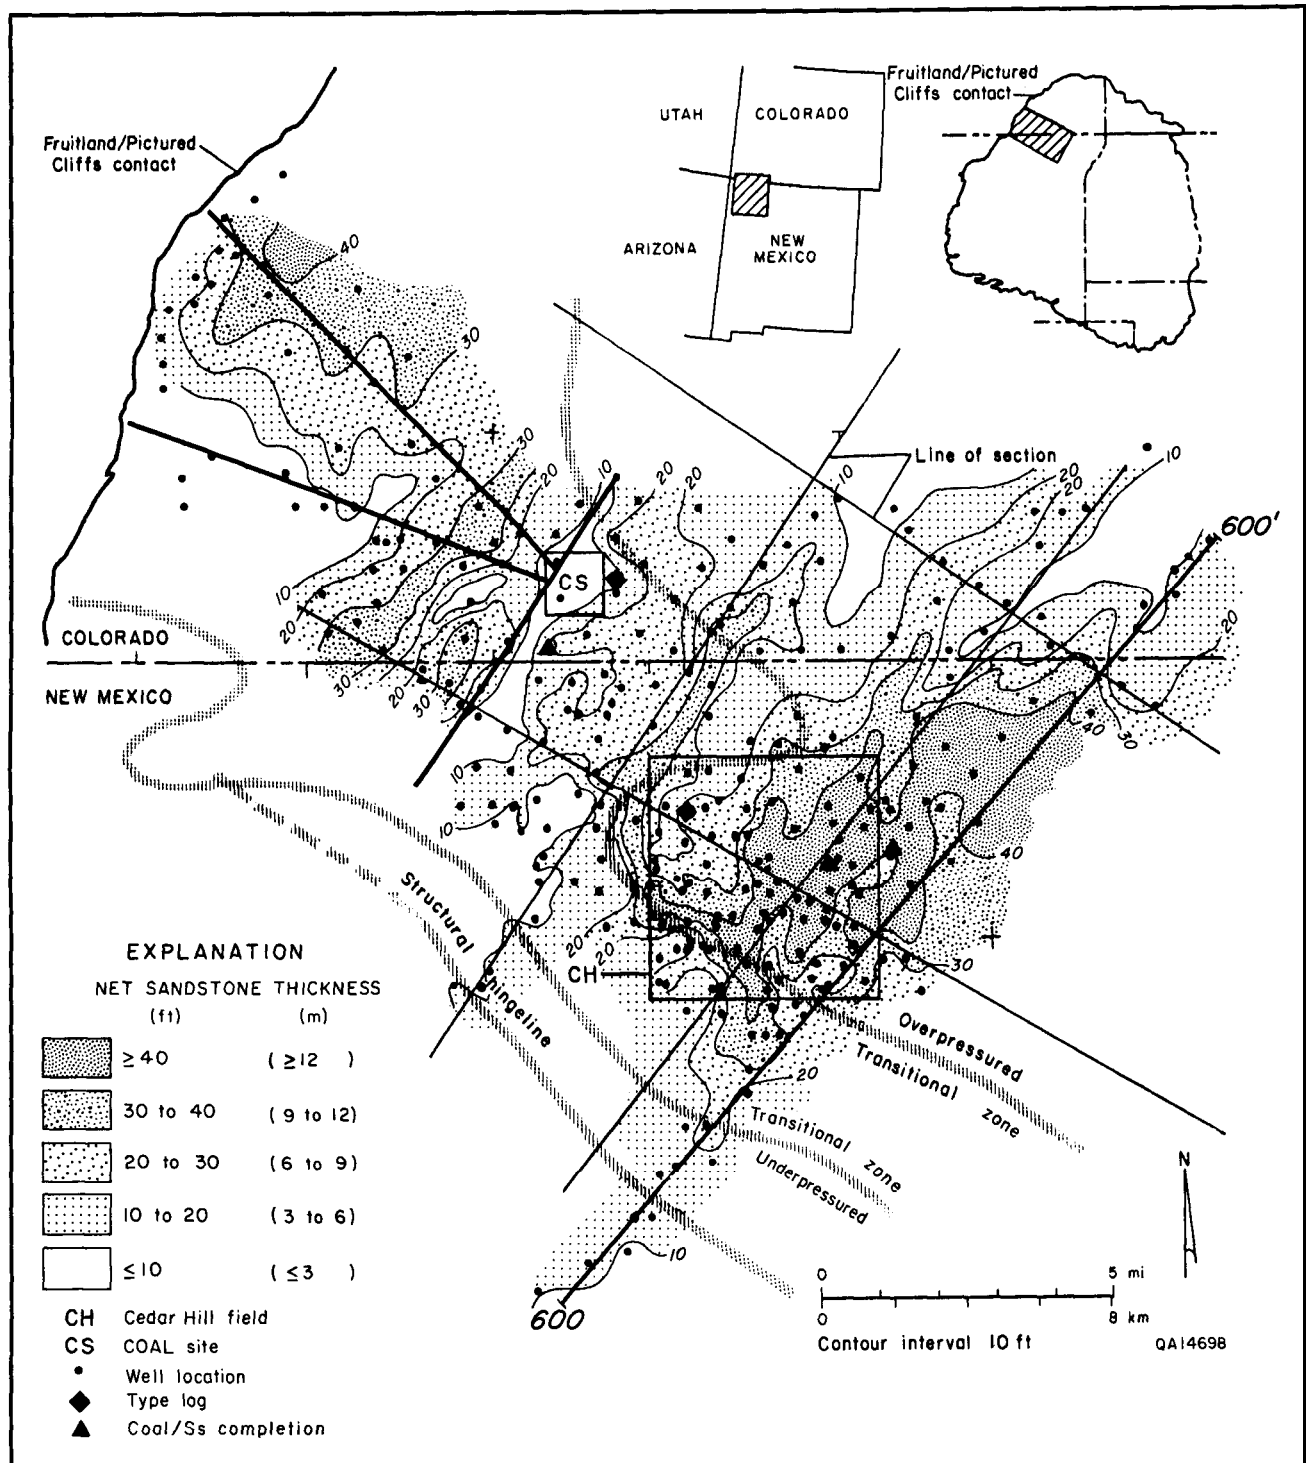 Fruitland/Pictured
Cliffs contact
UTAH
COLORADO
ARIZONA
NEW
MEXICO
Fruitland/Pictured
Cliffs contact
40
30
30
20
10
20
20
10
Line of section
20
20
10
600'
CS
10
20
COLORADO
NEW MEXICO
30
20
30
20
40
30
10
10
40
20
20
CH
30
Structural
hingeline
Overpressured
Transitional zone
20
Transitional zone
Underpressured
10
600
N
EXPLANATION
NET SANDSTONE THICKNESS
(ft) (m)
≥40 (≥12 )
30 to 40 (9 to 12)
20 to 30 (6 to 9)
10 to 20 (3 to 6)
≤10 (≤3 )
CH Cedar Hill field
CS COAL site
Well location
Type log
Coal/Ss completion
0 5 mi
0 8 km
Contour interval 10 ft
QA14698